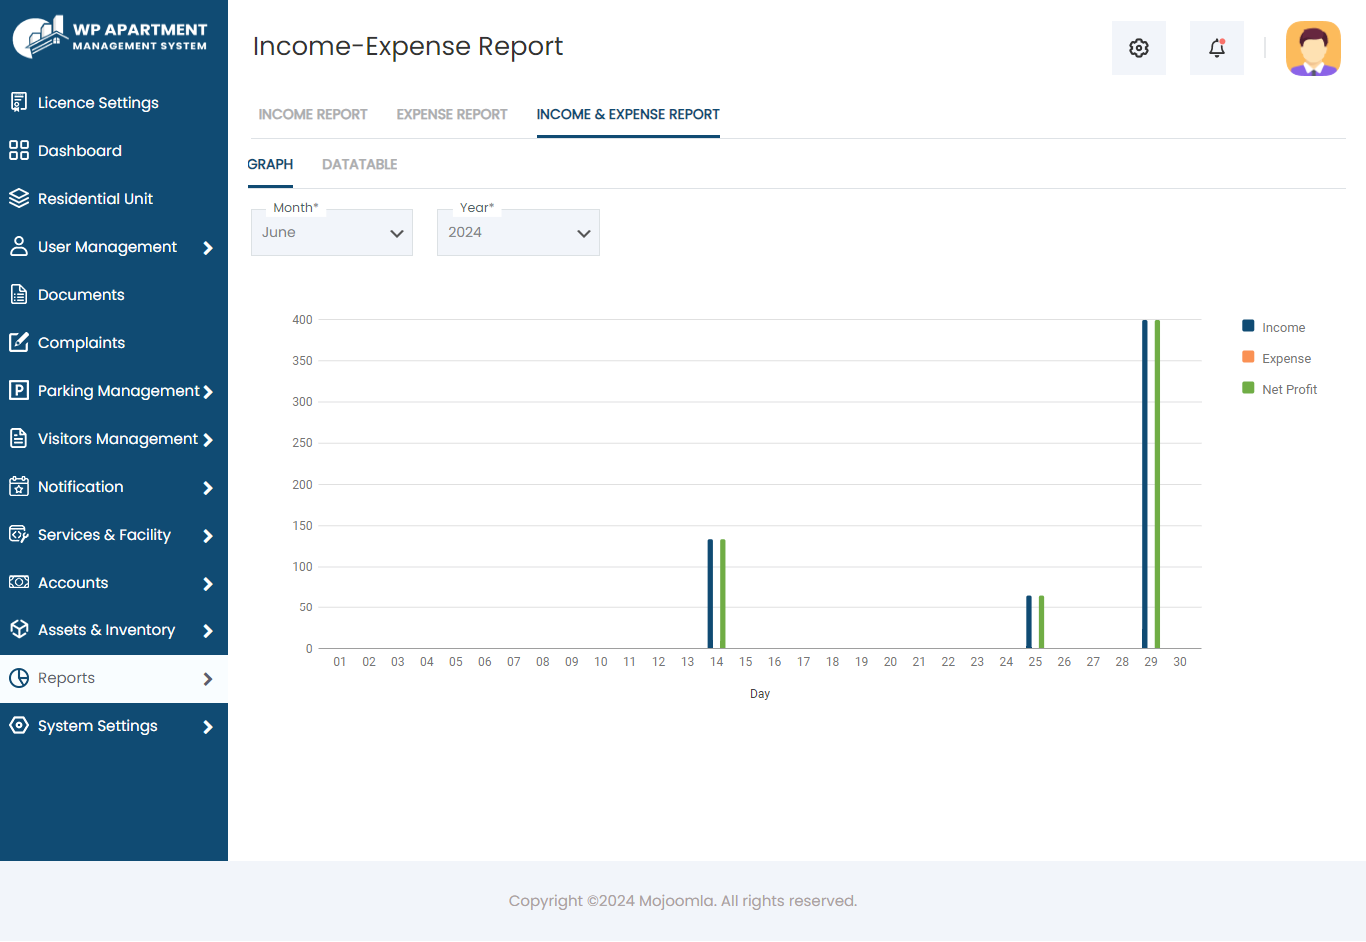 WP APARTMENT
MANAGEMENT SYSTEM
Licence Settings
Dashboard
Residential Unit
User Management
Documents
Complaints
Parking Management
Visitors Management
Notification
Services & Facility
Accounts
Assets & Inventory
Reports
System Settings
Income-Expense Report
INCOME REPORT EXPENSE REPORT INCOME & EXPENSE REPORT
GRAPH DATATABLE
Month* Year*
June 2024
400
350
300
250
200
150
100
50
0
01 02 03 04 05 06 07 08 09 10 11 12 13 14 15 16 17 18 19 20 21 22 23 24 25 26 27 28 29 30
Day
Income
Expense
Net Profit
Copyright ©2024 Mojoomla. All rights reserved.